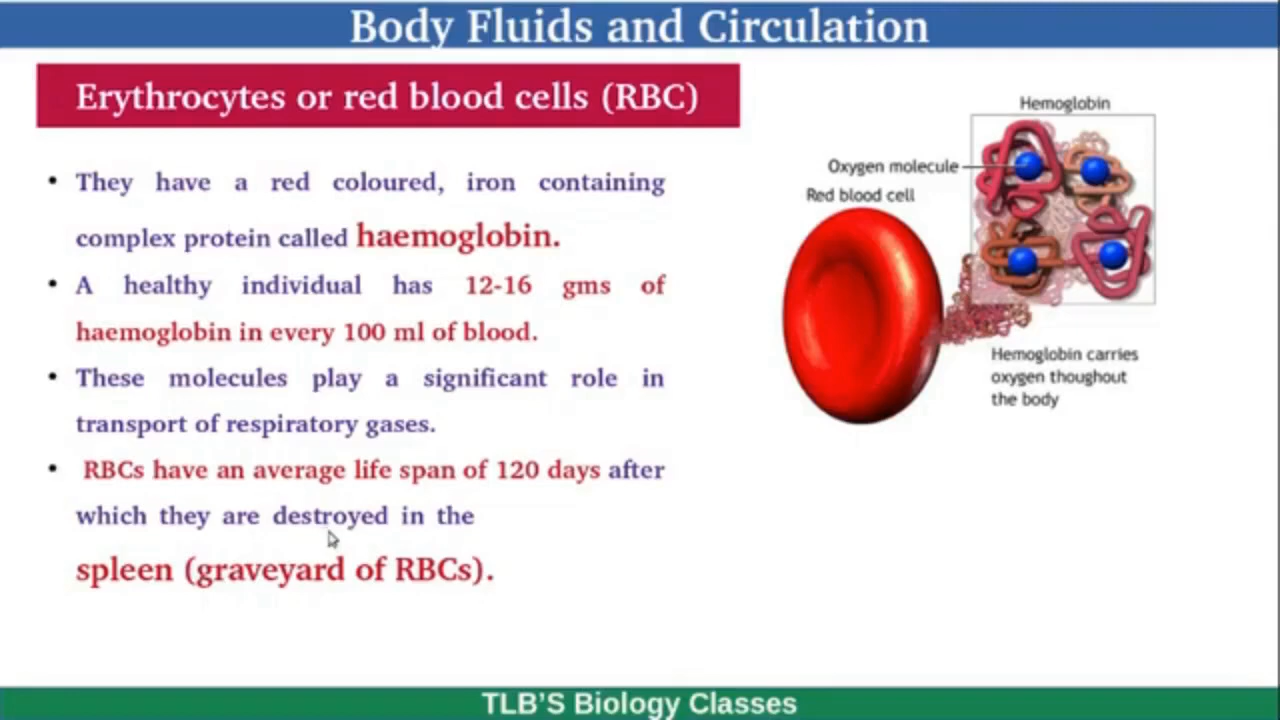 Body Fluids and Circulation
Erythrocytes or red blood cells (RBC)
• They have a red coloured, iron containing
complex protein called haemoglobin.
• A healthy individual has 12-16 gms of
haemoglobin in every 100 ml of blood.
• These molecules play a significant role in
transport of respiratory gases.
• RBCs have an average life span of 120 days after
which they are destroyed in the
spleen (graveyard of RBCs).
Hemoglobin
Oxygen molecule
Red blood cell
Hemoglobin carries
oxygen thoughout
the body
TLB'S Biology Classes